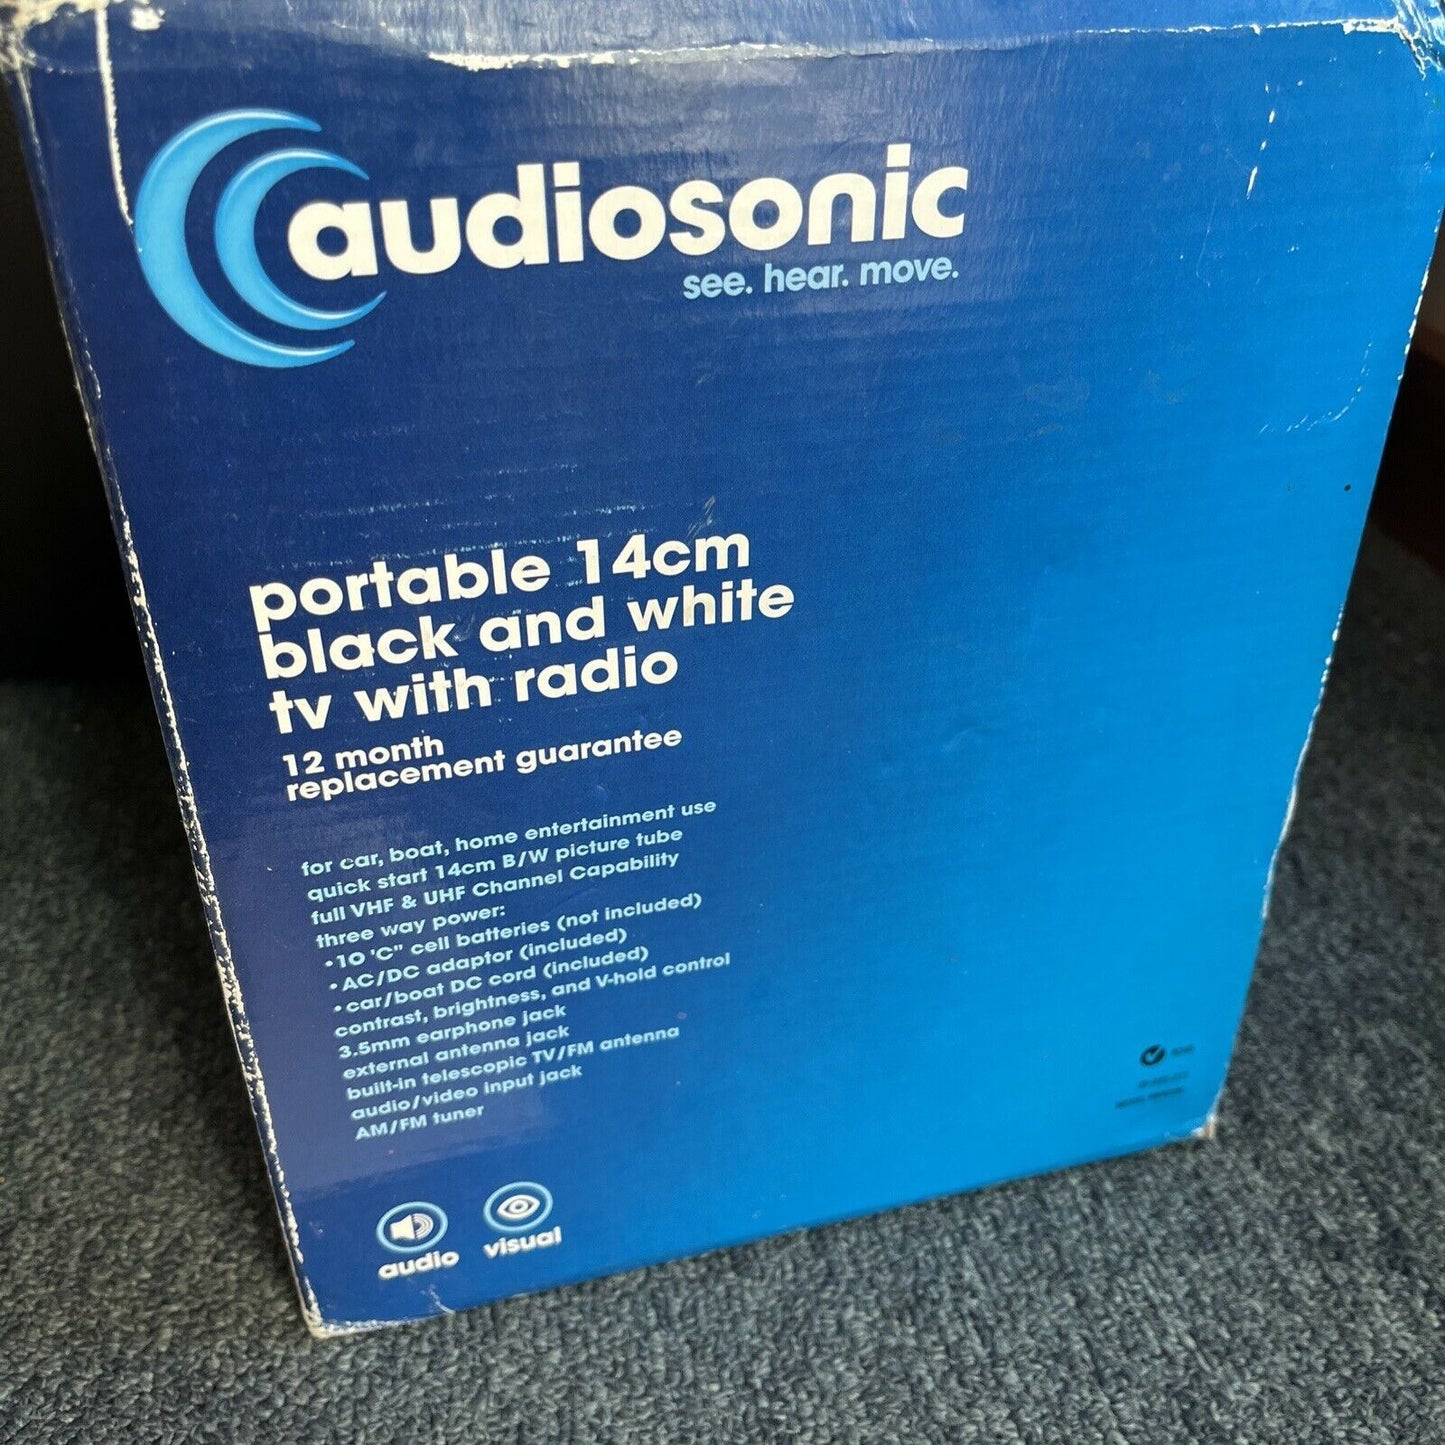 audiosonic
see. hear. move.
portable 14cm
black and white
tv with radio
12 month
replacement guarantee
for car, boat, home entertainment use
quick start 14cm B/W picture tube
full VHF & UHF Channel Capability
three way power:
•10 'C" cell batteries (not included)
•AC/DC adaptor (included)
•car/boat DC cord (included)
contrast, brightness, and V-hold control
3.5mm earphone jack
external antenna jack
built-in telescopic TV/FM antenna
audio/video input jack
AM/FM tuner
audio
visual